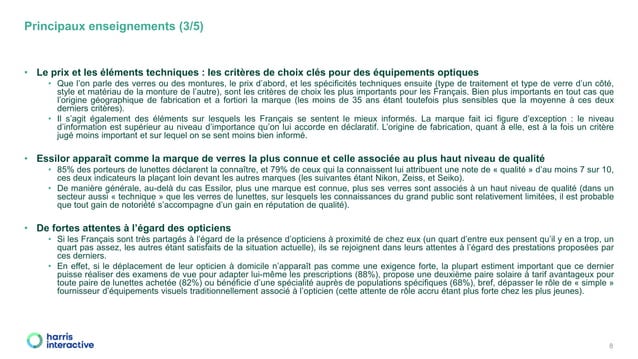 Principaux enseignements (3/5)
• Le prix et les éléments techniques : les critères de choix clés pour des équipements optiques
• Que l'on parle des verres ou des montures, le prix d'abord, et les spécificités techniques ensuite (type de traitement et type de verre d'un côté,
style et matériau de la monture de l'autre), sont les critères de choix les plus importants pour les Français. Bien plus importants en tout cas que
l'origine géographique de fabrication et a fortiori la marque (les moins de 35 ans étant toutefois plus sensibles que la moyenne à ces deux
derniers critères).
• Il s'agit également des éléments sur lesquels les Français se sentent le mieux informés. La marque fait ici figure d'exception : le niveau
d'information est supérieur au niveau d'importance qu'on lui accorde en déclaratif. L'origine de fabrication, quant à elle, est à la fois un critère
jugé moins important et sur lequel on se sent moins bien informé.
• Essilor apparaît comme la marque de verres la plus connue et celle associée au plus haut niveau de qualité
• 85% des porteurs de lunettes déclarent la connaître, et 79% de ceux qui la connaissent lui attribuent une note de « qualité » d'au moins 7 sur 10,
ces deux indicateurs la plaçant loin devant les autres marques (les suivantes étant Nikon, Zeiss, et Seiko).
• De manière générale, au-delà du cas Essilor, plus une marque est connue, plus ses verres sont associés à un haut niveau de qualité (dans un
secteur aussi « technique » que les verres de lunettes, sur lesquels les connaissances du grand public sont relativement limitées, il est probable
que tout gain de notoriété s'accompagne d'un gain en réputation de qualité).
• De fortes attentes à l'égard des opticiens
• Si les Français sont très partagés à l'égard de la présence d'opticiens à proximité de chez eux (un quart d'entre eux pensent qu'il y en a trop, un
quart pas assez, les autres étant satisfaits de la situation actuelle), ils se rejoignent dans leurs attentes à l'égard des prestations proposées par
ces derniers.
• En effet, si le déplacement de leur opticien à domicile n'apparaît pas comme une exigence forte, la plupart estiment important que ce dernier
puisse réaliser des examens de vue pour adapter lui-même les prescriptions (88%), propose une deuxième paire solaire à tarif avantageux pour
toute paire de lunettes achetée (82%) ou bénéficie d'une spécialité auprès de populations spécifiques (68%), bref, dépasser le rôle de « simple »
fournisseur d'équipements visuels traditionnellement associé à l'opticien (cette attente de rôle accru étant plus forte chez les plus jeunes).
harris
interactive
8